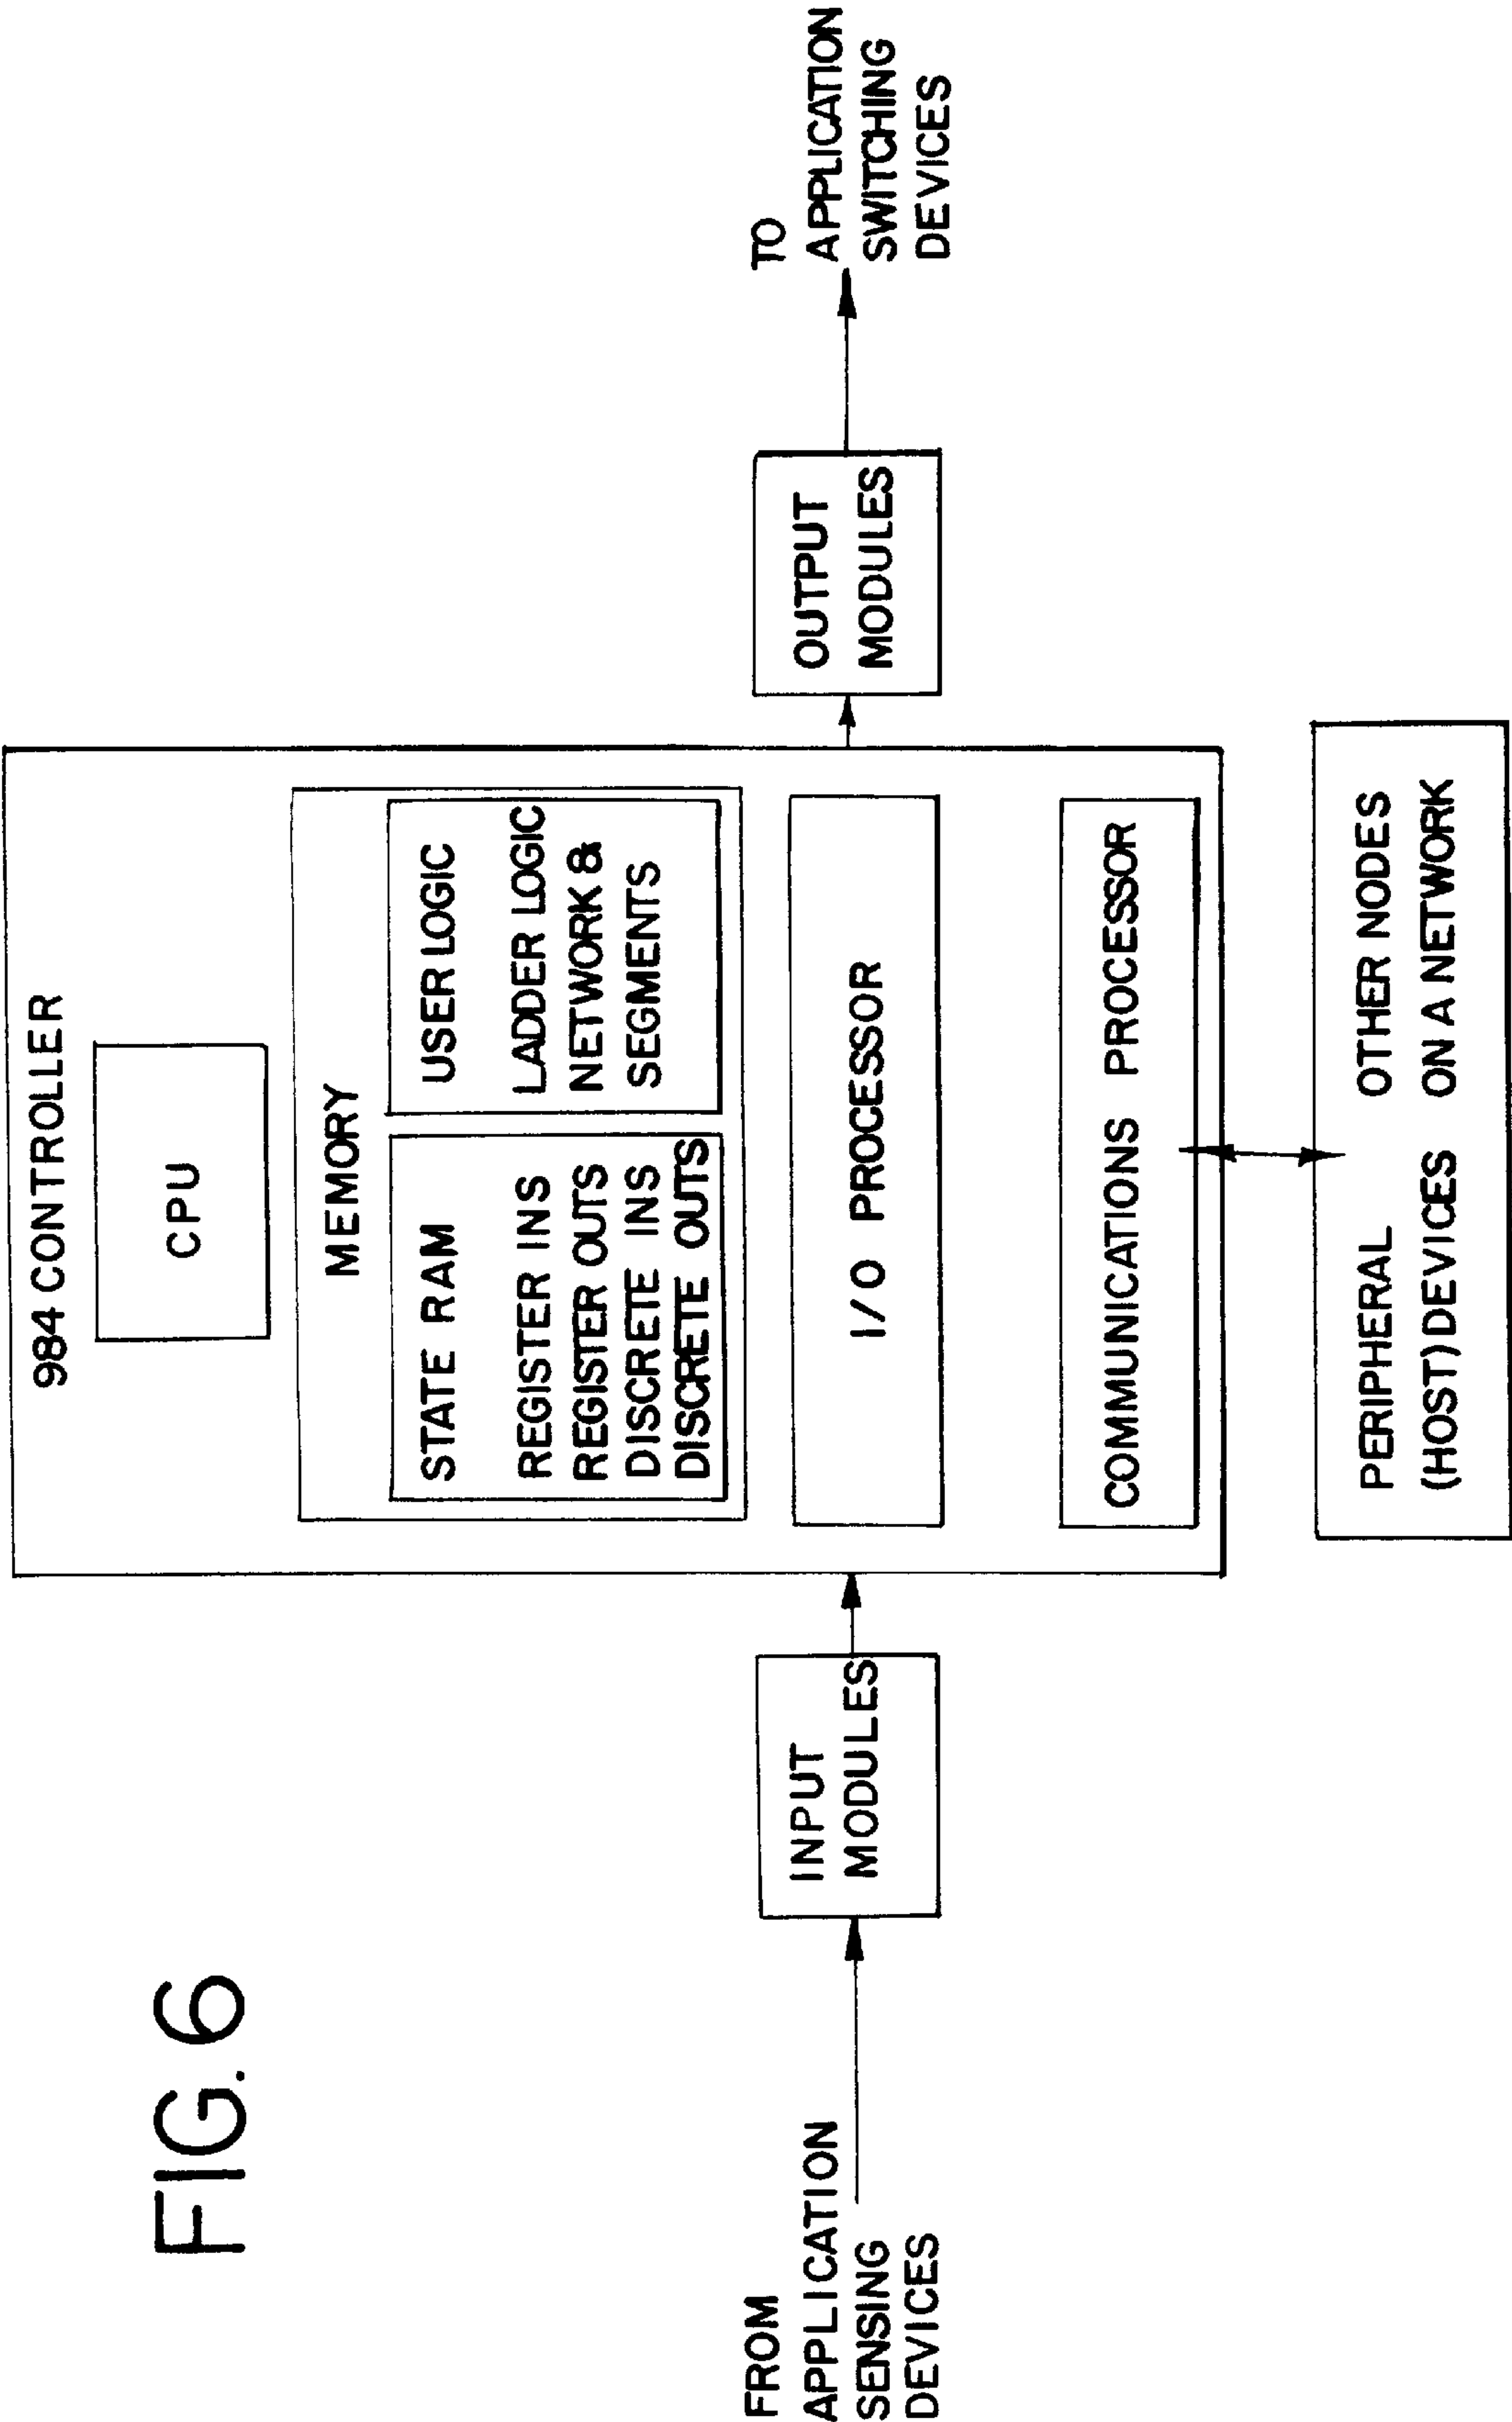 FIG. 6
984 CONTROLLER
CPU
MEMORY
STATE RAM
REGISTER INS
REGISTER OUTS
DISCRETE INS
DISCRETE OUTS
USER LOGIC
LADDER LOGIC
NETWORK &
SEGMENTS
I/O PROCESSOR
COMMUNICATIONS PROCESSOR
FROM
APPLICATION
SENSING
DEVICES
INPUT
MODULES
OUTPUT
MODULES
TO
APPLICATION
SWITCHING
DEVICES
PERIPHERAL
(HOST) DEVICES
OTHER NODES
ON A NETWORK